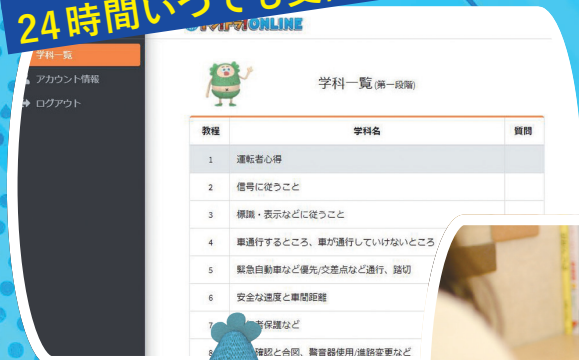 24時間いつでも受
ONLINE
学科一覧
アカウント情報
ログアウト
学科一覧(第一段階)
教程 学科名 質問
1 運転者心得
2 信号に従うこと
3 標識・表示などに従うこと
4 車通行するところ、車が通行していけないところ
5 緊急自動車など優先/交差点など通行、踏切
6 安全な速度と車間距離
7 者保護など
8 確認と合図、警音器使用/進路変更など